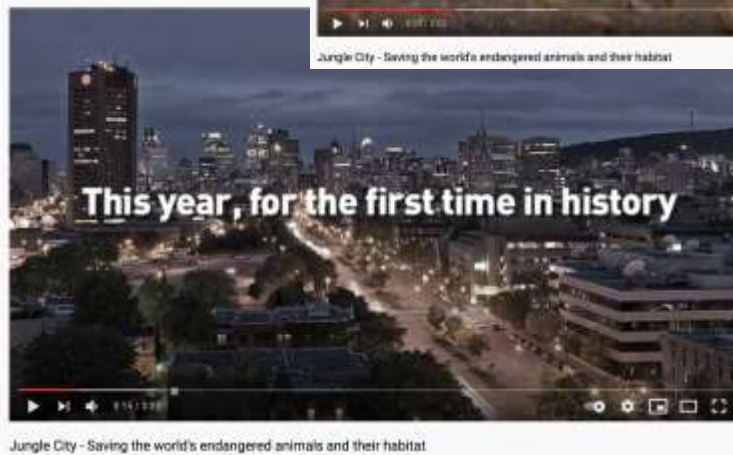 Jungle City - Saving the world's endangered animals and their habitat
This year, for the first time in history
Jungle City - Saving the world's endangered animals and their habitat